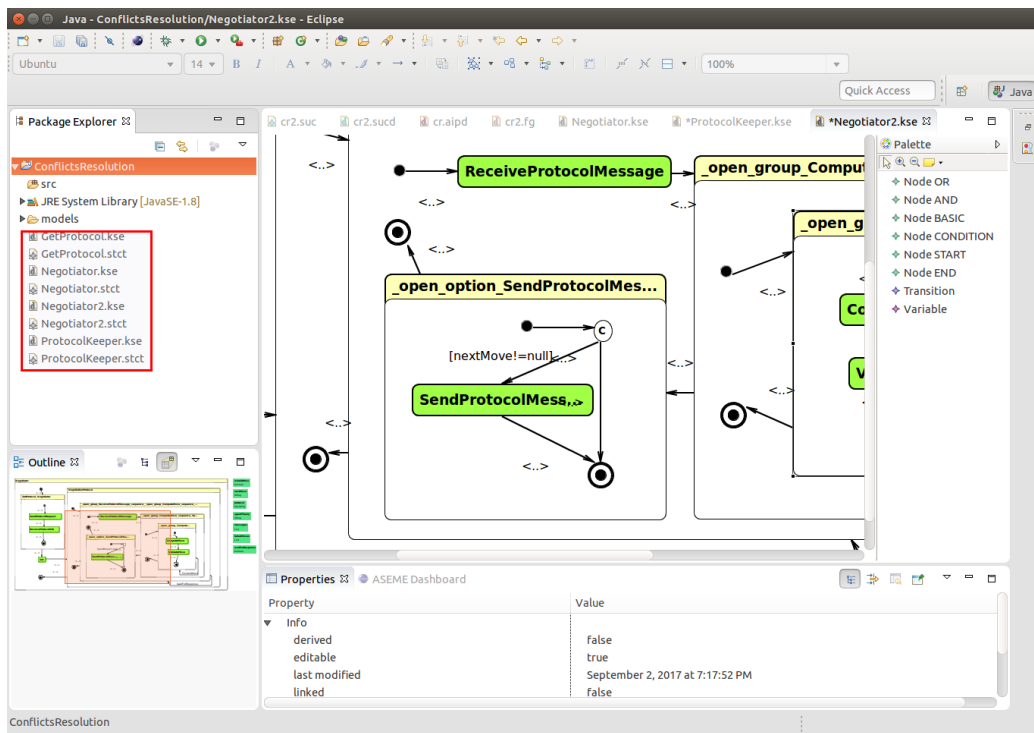 Java - ConflictsResolution/Negotiator2.kse - Eclipse
Ubuntu 14 B I A 100%
Quick Access Java
Package Explorer
ConflictsResolution
src
JRE System Library [JavaSE-1.8]
models
GetProtocol.kse
GetProtocol.stct
Negotiator.kse
Negotiator.stct
Negotiator2.kse
Negotiator2.stct
ProtocolKeeper.kse
ProtocolKeeper.stct
Outline
cr2.suc cr2.sucd cr.aipd cr2.fg Negotiator.kse *ProtocolKeeper.kse *Negotiator2.kse
<..> ReceiveProtocolMessage _open_group_Comput
<..> <..>
_open_g
<..>
_open_option_SendProtocolMes...
<..>
C
[nextMove!=null] <..>
Co
<..>
V
SendProtocolMess...
<..>
<..>
<..>
Palette
Node OR
Node AND
Node BASIC
Node CONDITION
Node START
Node END
Transition
Variable
Properties ASEME Dashboard
Property Value
Info
derived false
editable true
last modified September 2, 2017 at 7:17:52 PM
linked false
ConflictsResolution